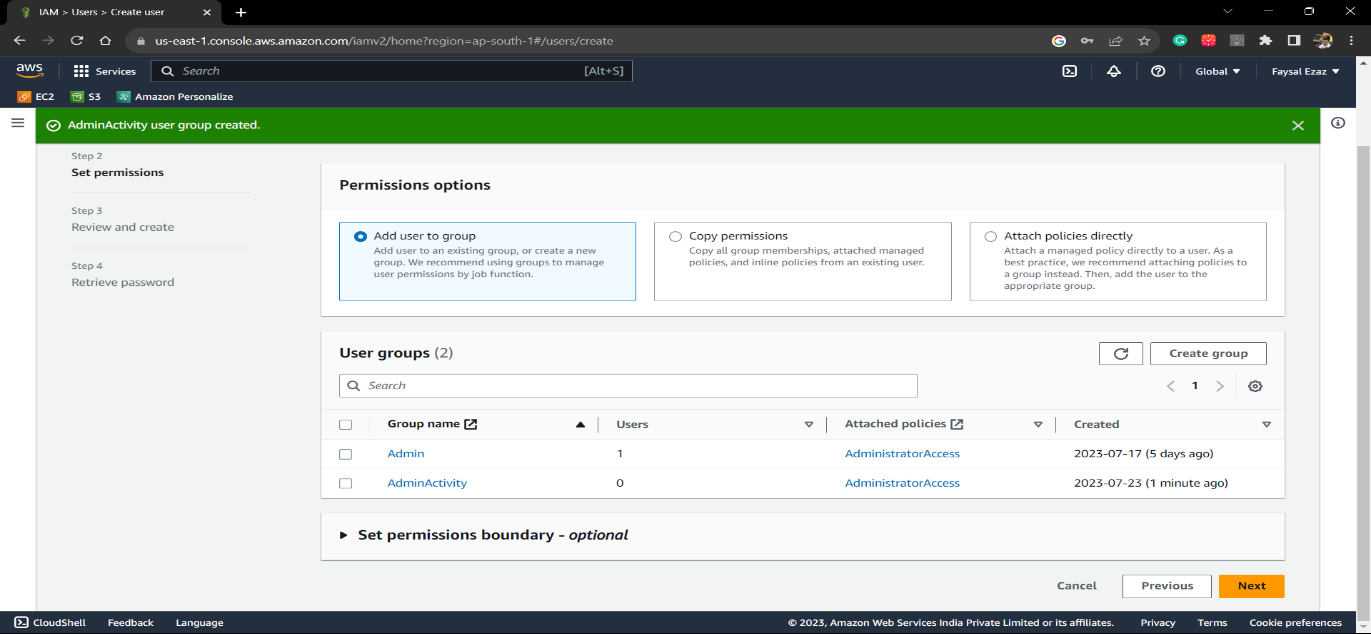 IAM > Users > Create user
us-east-1.console.aws.amazon.com/iamv2/home?region=ap-south-1#/users/create
aws Services Search [Alt+S] Global Faysal Ezaz
EC2 S3 Amazon Personalize
AdminActivity user group created.
Step 2
Set permissions
Step 3
Review and create
Step 4
Retrieve password
Permissions options
Add user to group
Add user to an existing group, or create a new
group. We recommend using groups to manage
user permissions by job function.
Copy permissions
Copy all group memberships, attached managed
policies, and inline policies from an existing user.
Attach policies directly
Attach a managed policy directly to a user. As a
best practice, we recommend attaching policies to
a group instead. Then, add the user to the
appropriate group.
User groups (2)
Create group
Search
1
Group name Users Attached policies Created
Admin 1 AdministratorAccess 2023-07-17 (5 days ago)
AdminActivity 0 AdministratorAccess 2023-07-23 (1 minute ago)
Set permissions boundary - optional
Cancel Previous Next
CloudShell Feedback Language © 2023, Amazon Web Services India Private Limited or its affiliates. Privacy Terms Cookie preferences